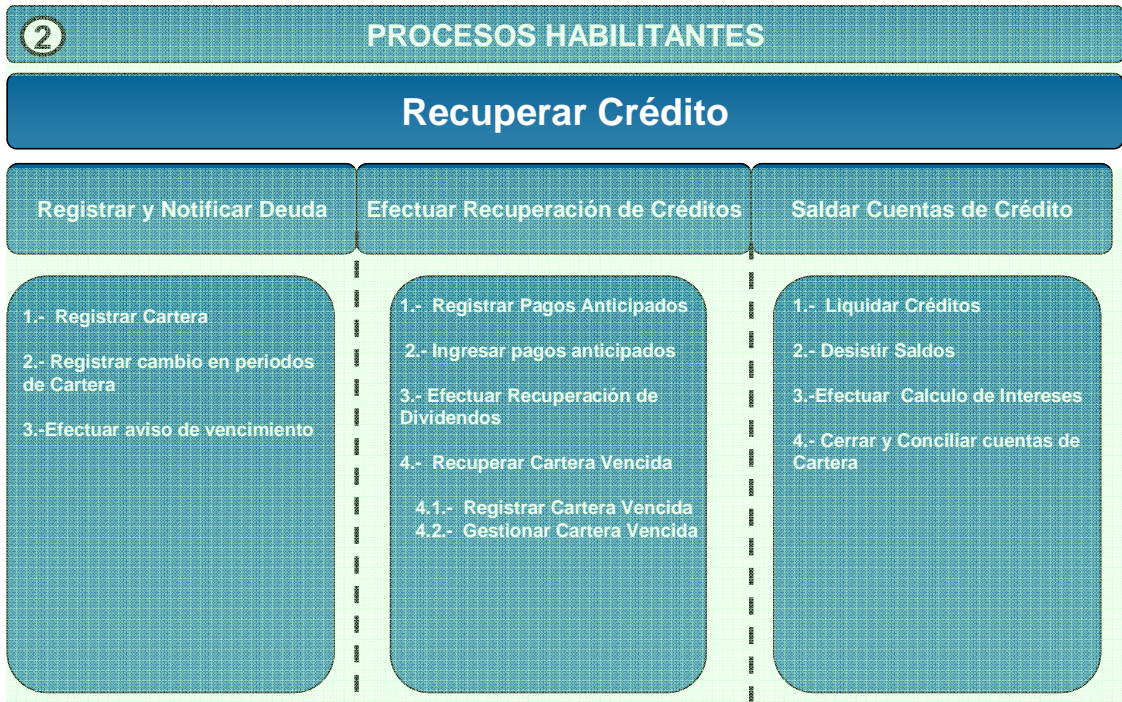 2
PROCESOS HABILITANTES
Recuperar Crédito
Registrar y Notificar Deuda
Efectuar Recuperación de Créditos
Saldar Cuentas de Crédito
1.-  Registrar Cartera
2.- Registrar cambio en periodos
de Cartera
3.-Efectuar aviso de vencimiento
1.-  Registrar Pagos Anticipados
2.- Ingresar pagos anticipados
3.- Efectuar Recuperación de
Dividendos
4.-  Recuperar Cartera Vencida
4.1.-  Registrar Cartera Vencida
4.2.-  Gestionar Cartera Vencida
1.-  Liquidar Créditos
2.- Desistir Saldos
3.-Efectuar  Calculo de Intereses
4.- Cerrar y Conciliar cuentas de
Cartera